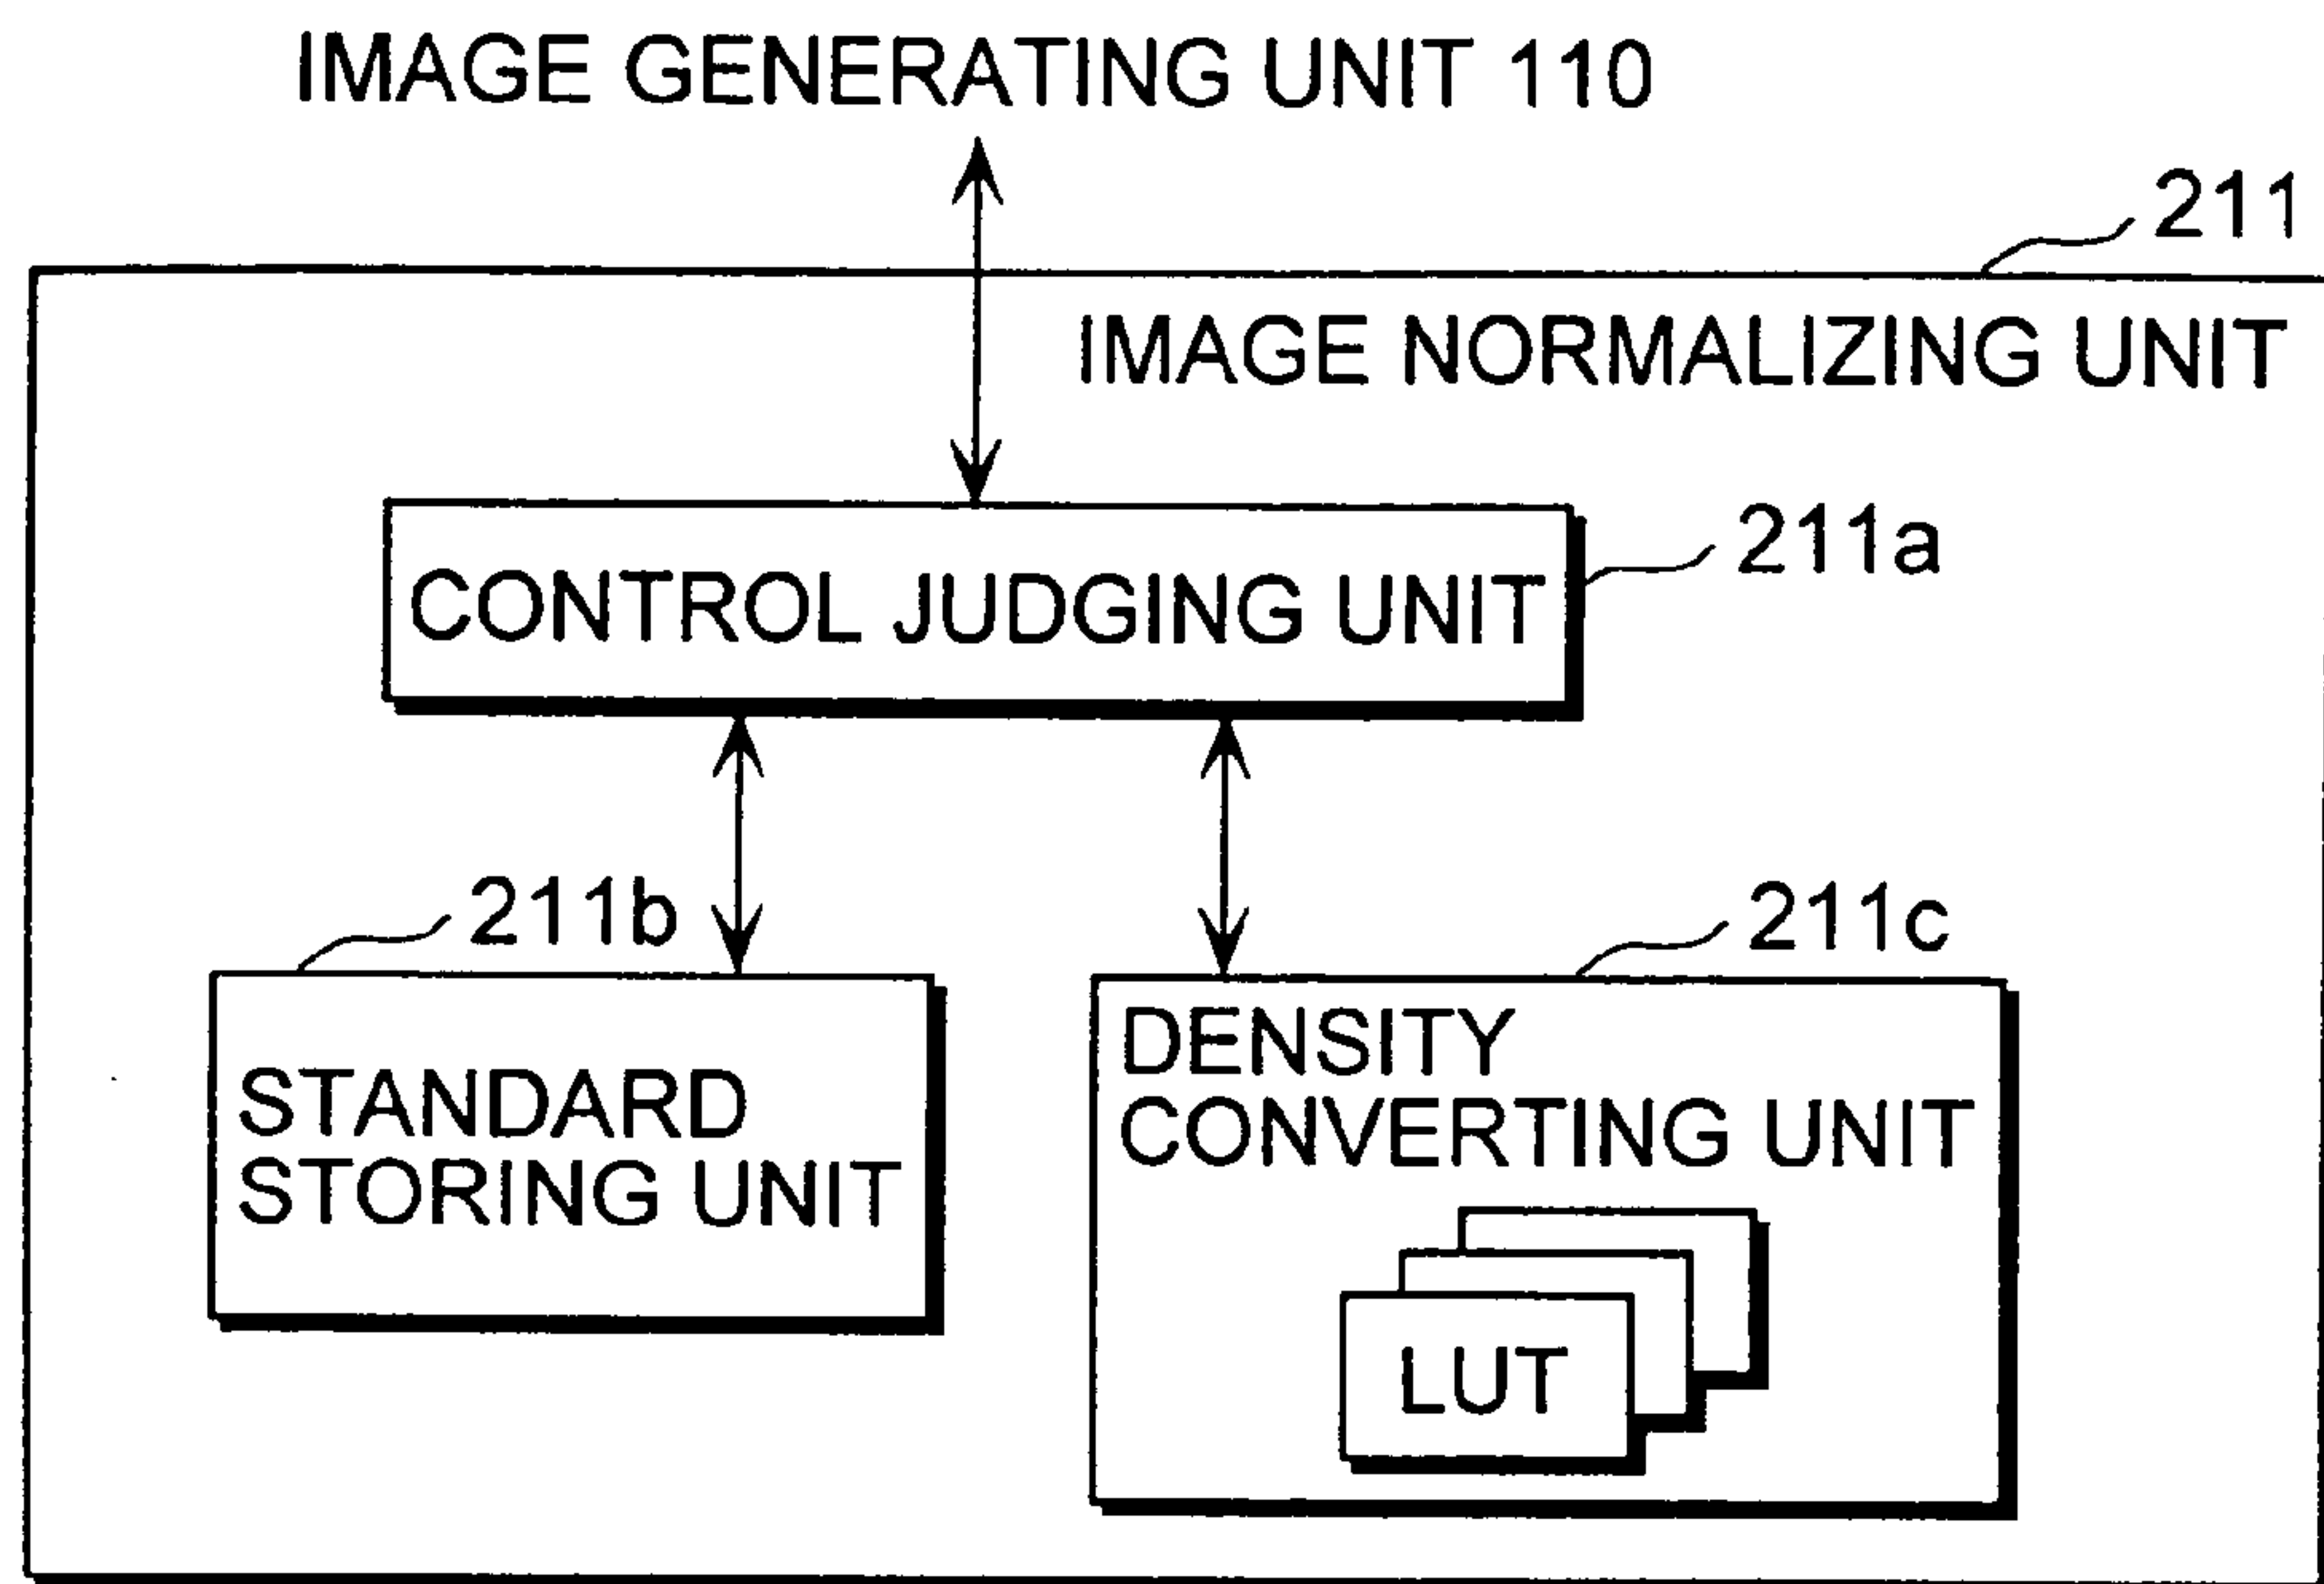 IMAGE GENERATING UNIT 110
211
IMAGE NORMALIZING UNIT
211a
CONTROL JUDGING UNIT
211b
211c
STANDARD
STORING UNIT
DENSITY
CONVERTING UNIT
LUT